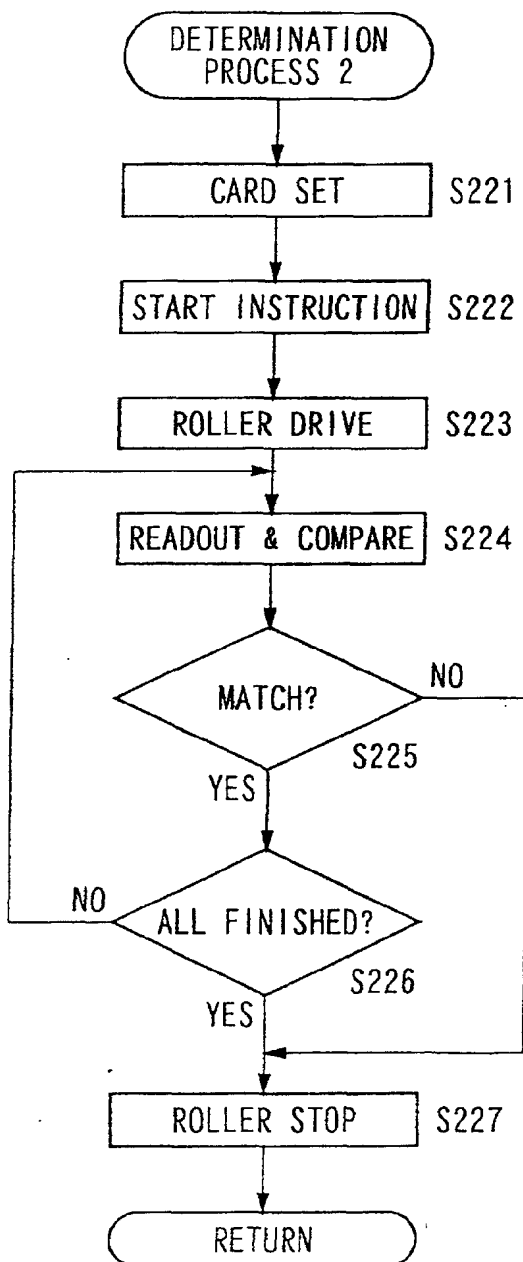 DETERMINATION
PROCESS 2
CARD SET S221
START INSTRUCTION S222
ROLLER DRIVE S223
READOUT & COMPARE S224
MATCH?
NO
S225
YES
ALL FINISHED?
NO
S226
YES
ROLLER STOP S227
RETURN